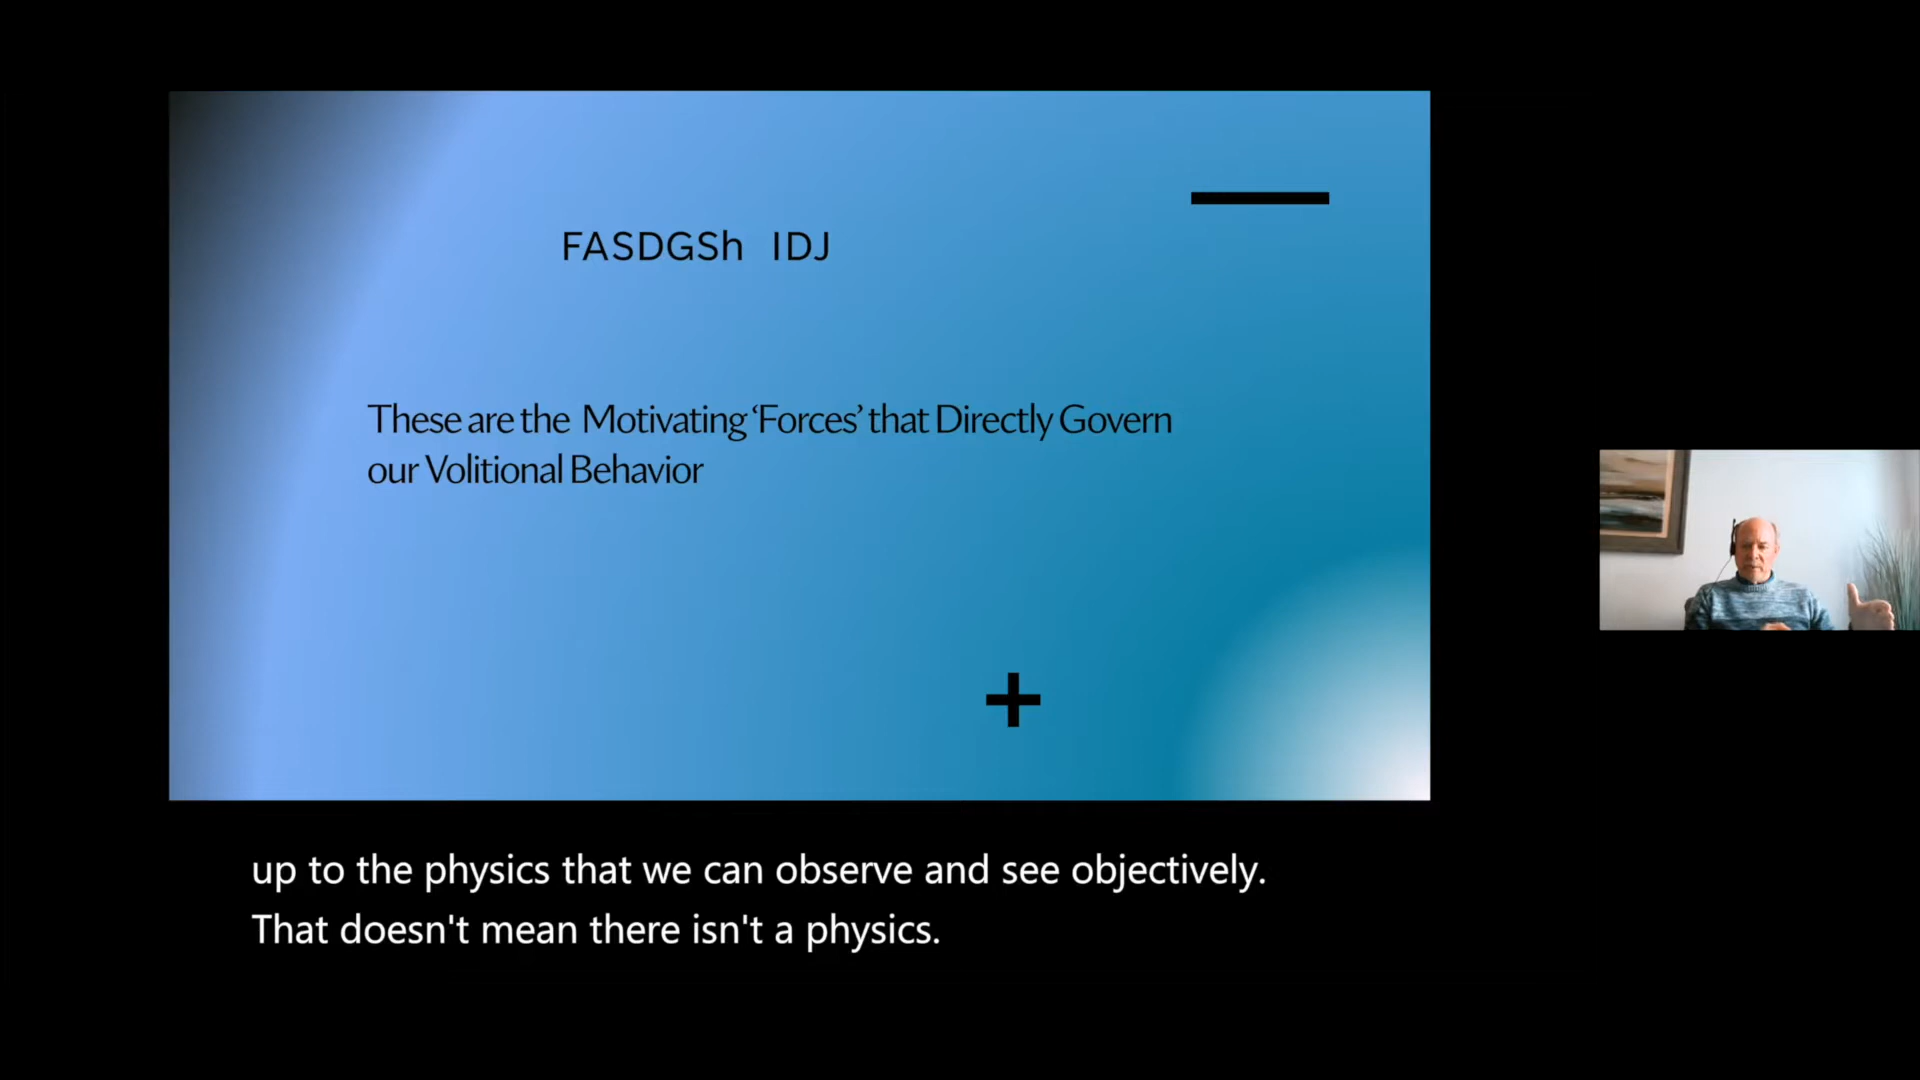 FASDGSh IDJ
These are the Motivating ‘Forces’ that Directly Govern
our Volitional Behavior
up to the physics that we can observe and see objectively.
That doesn't mean there isn't a physics.